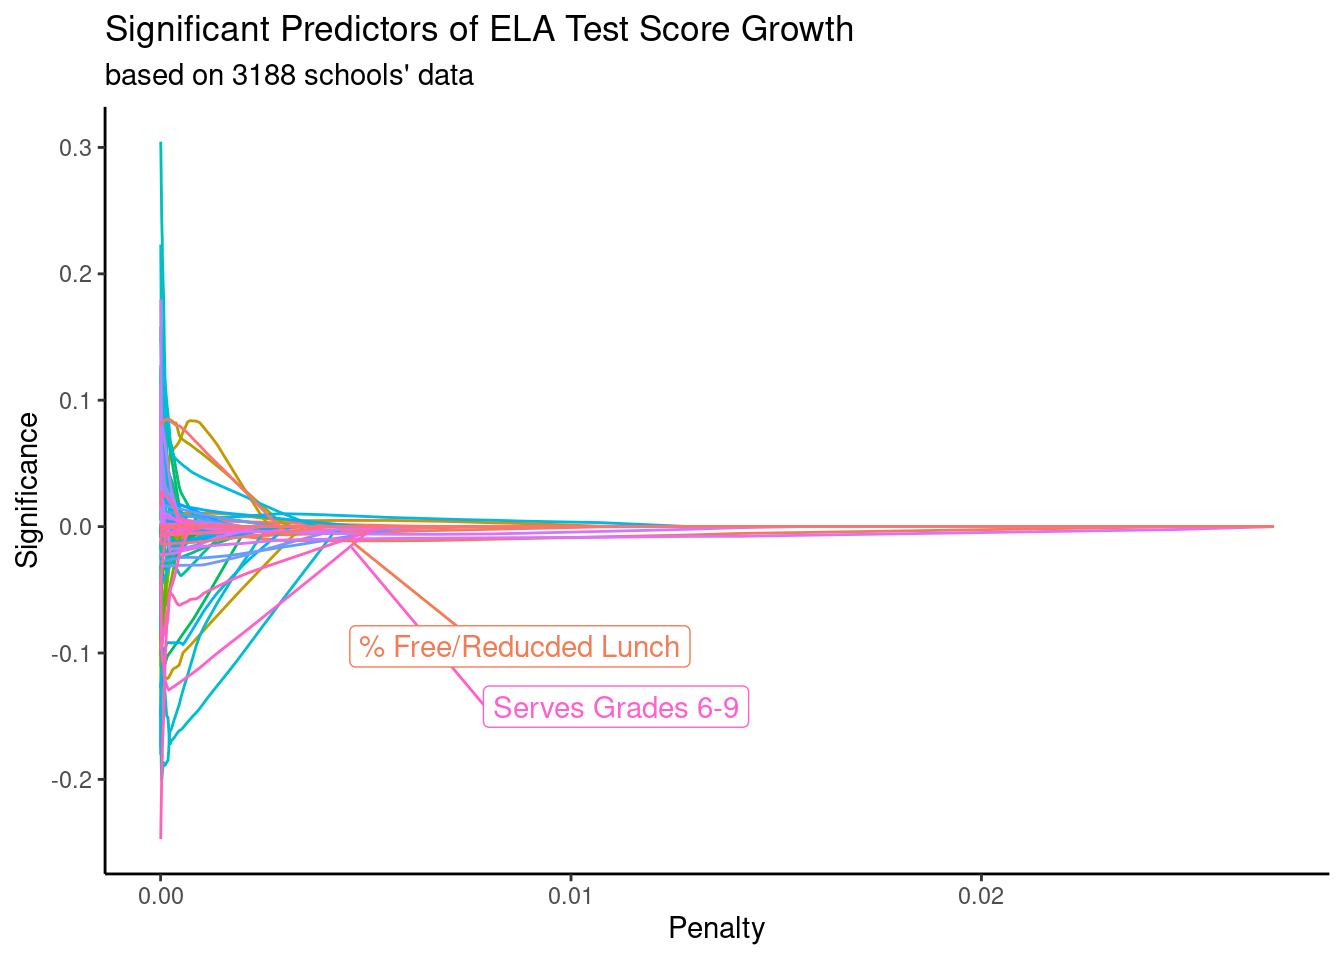 Significant Predictors of ELA Test Score Growth
based on 3188 schools' data
Significance
0.3
0.2
0.1
0.0
-0.1
-0.2
% Free/Reducded Lunch
Serves Grades 6-9
0.00
0.01
0.02
Penalty